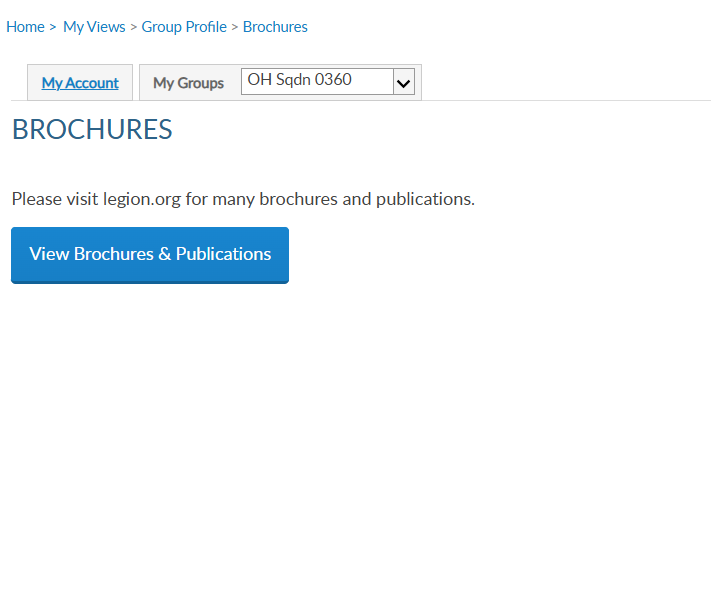 Home > My Views > Group Profile > Brochures
My Account My Groups OH Sqdn 0360
BROCHURES
Please visit legion.org for many brochures and publications.
View Brochures & Publications